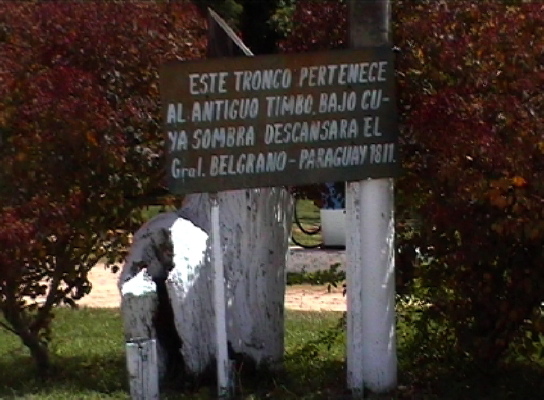 ESTE TRONCO PERTENECE
AL ANTIGUO TIMBO, BAJO CU-
YA SOMBRA DESCANSARA EL
Gral. BELGRANO - PARAGUAY 1811.